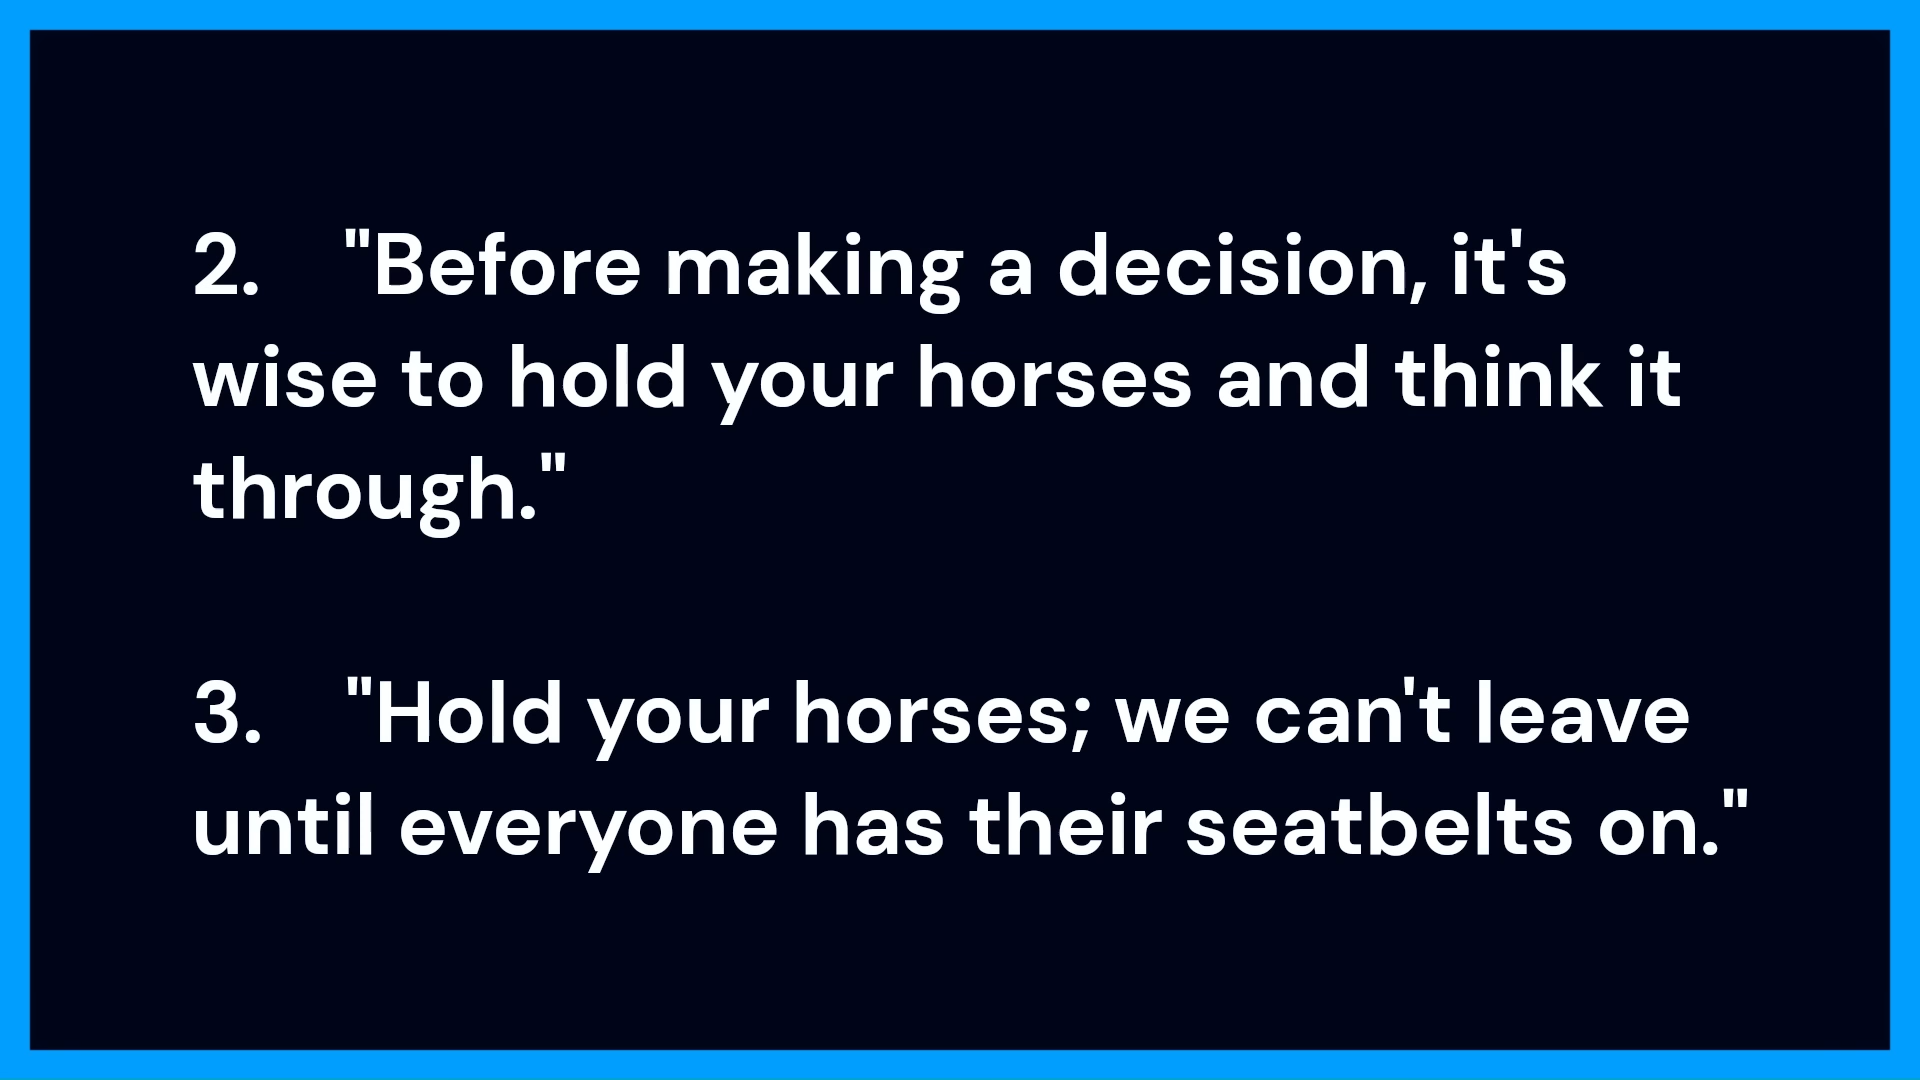 2. "Before making a decision, it's
wise to hold your horses and think it
through."
3. "Hold your horses; we can't leave
until everyone has their seatbelts on."